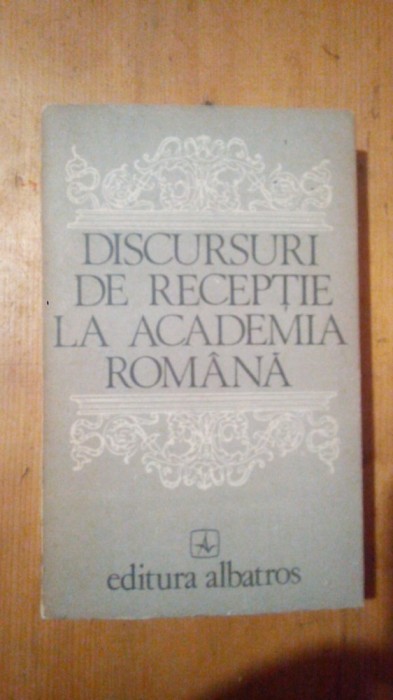 DISCURSURI
DE RECEPȚIE
LA ACADEMIA
ROMÂNĂ
editura albatros